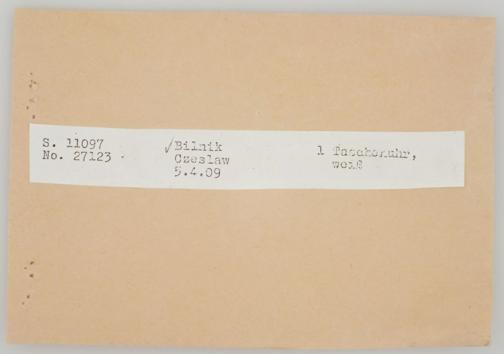 S. 11097
No. 27123
Bilnik
Czeslaw
5.4.09
1 Taschenuhr,
weiß